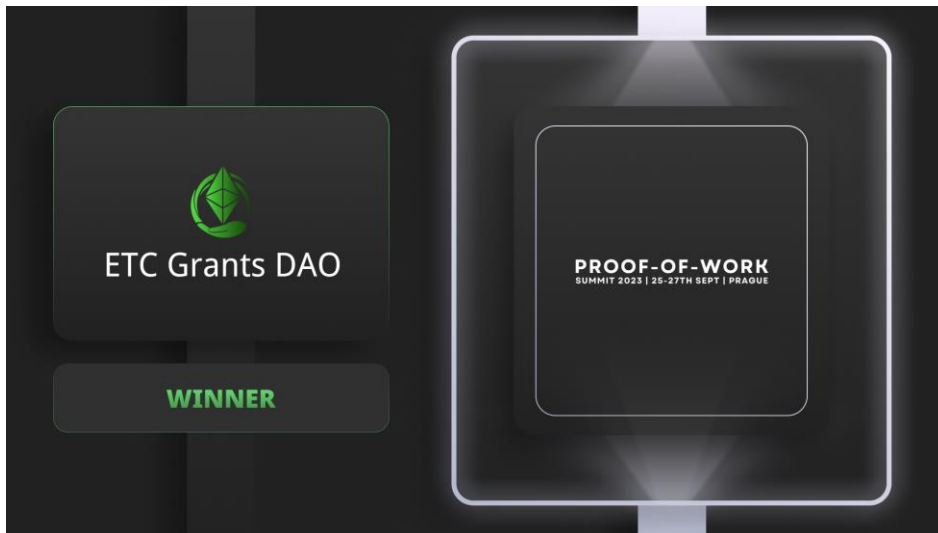 ETC Grants DAO
WINNER
PROOF-OF-WORK
SUMMIT 2023 | 25-27TH SEPT | PRAGUE